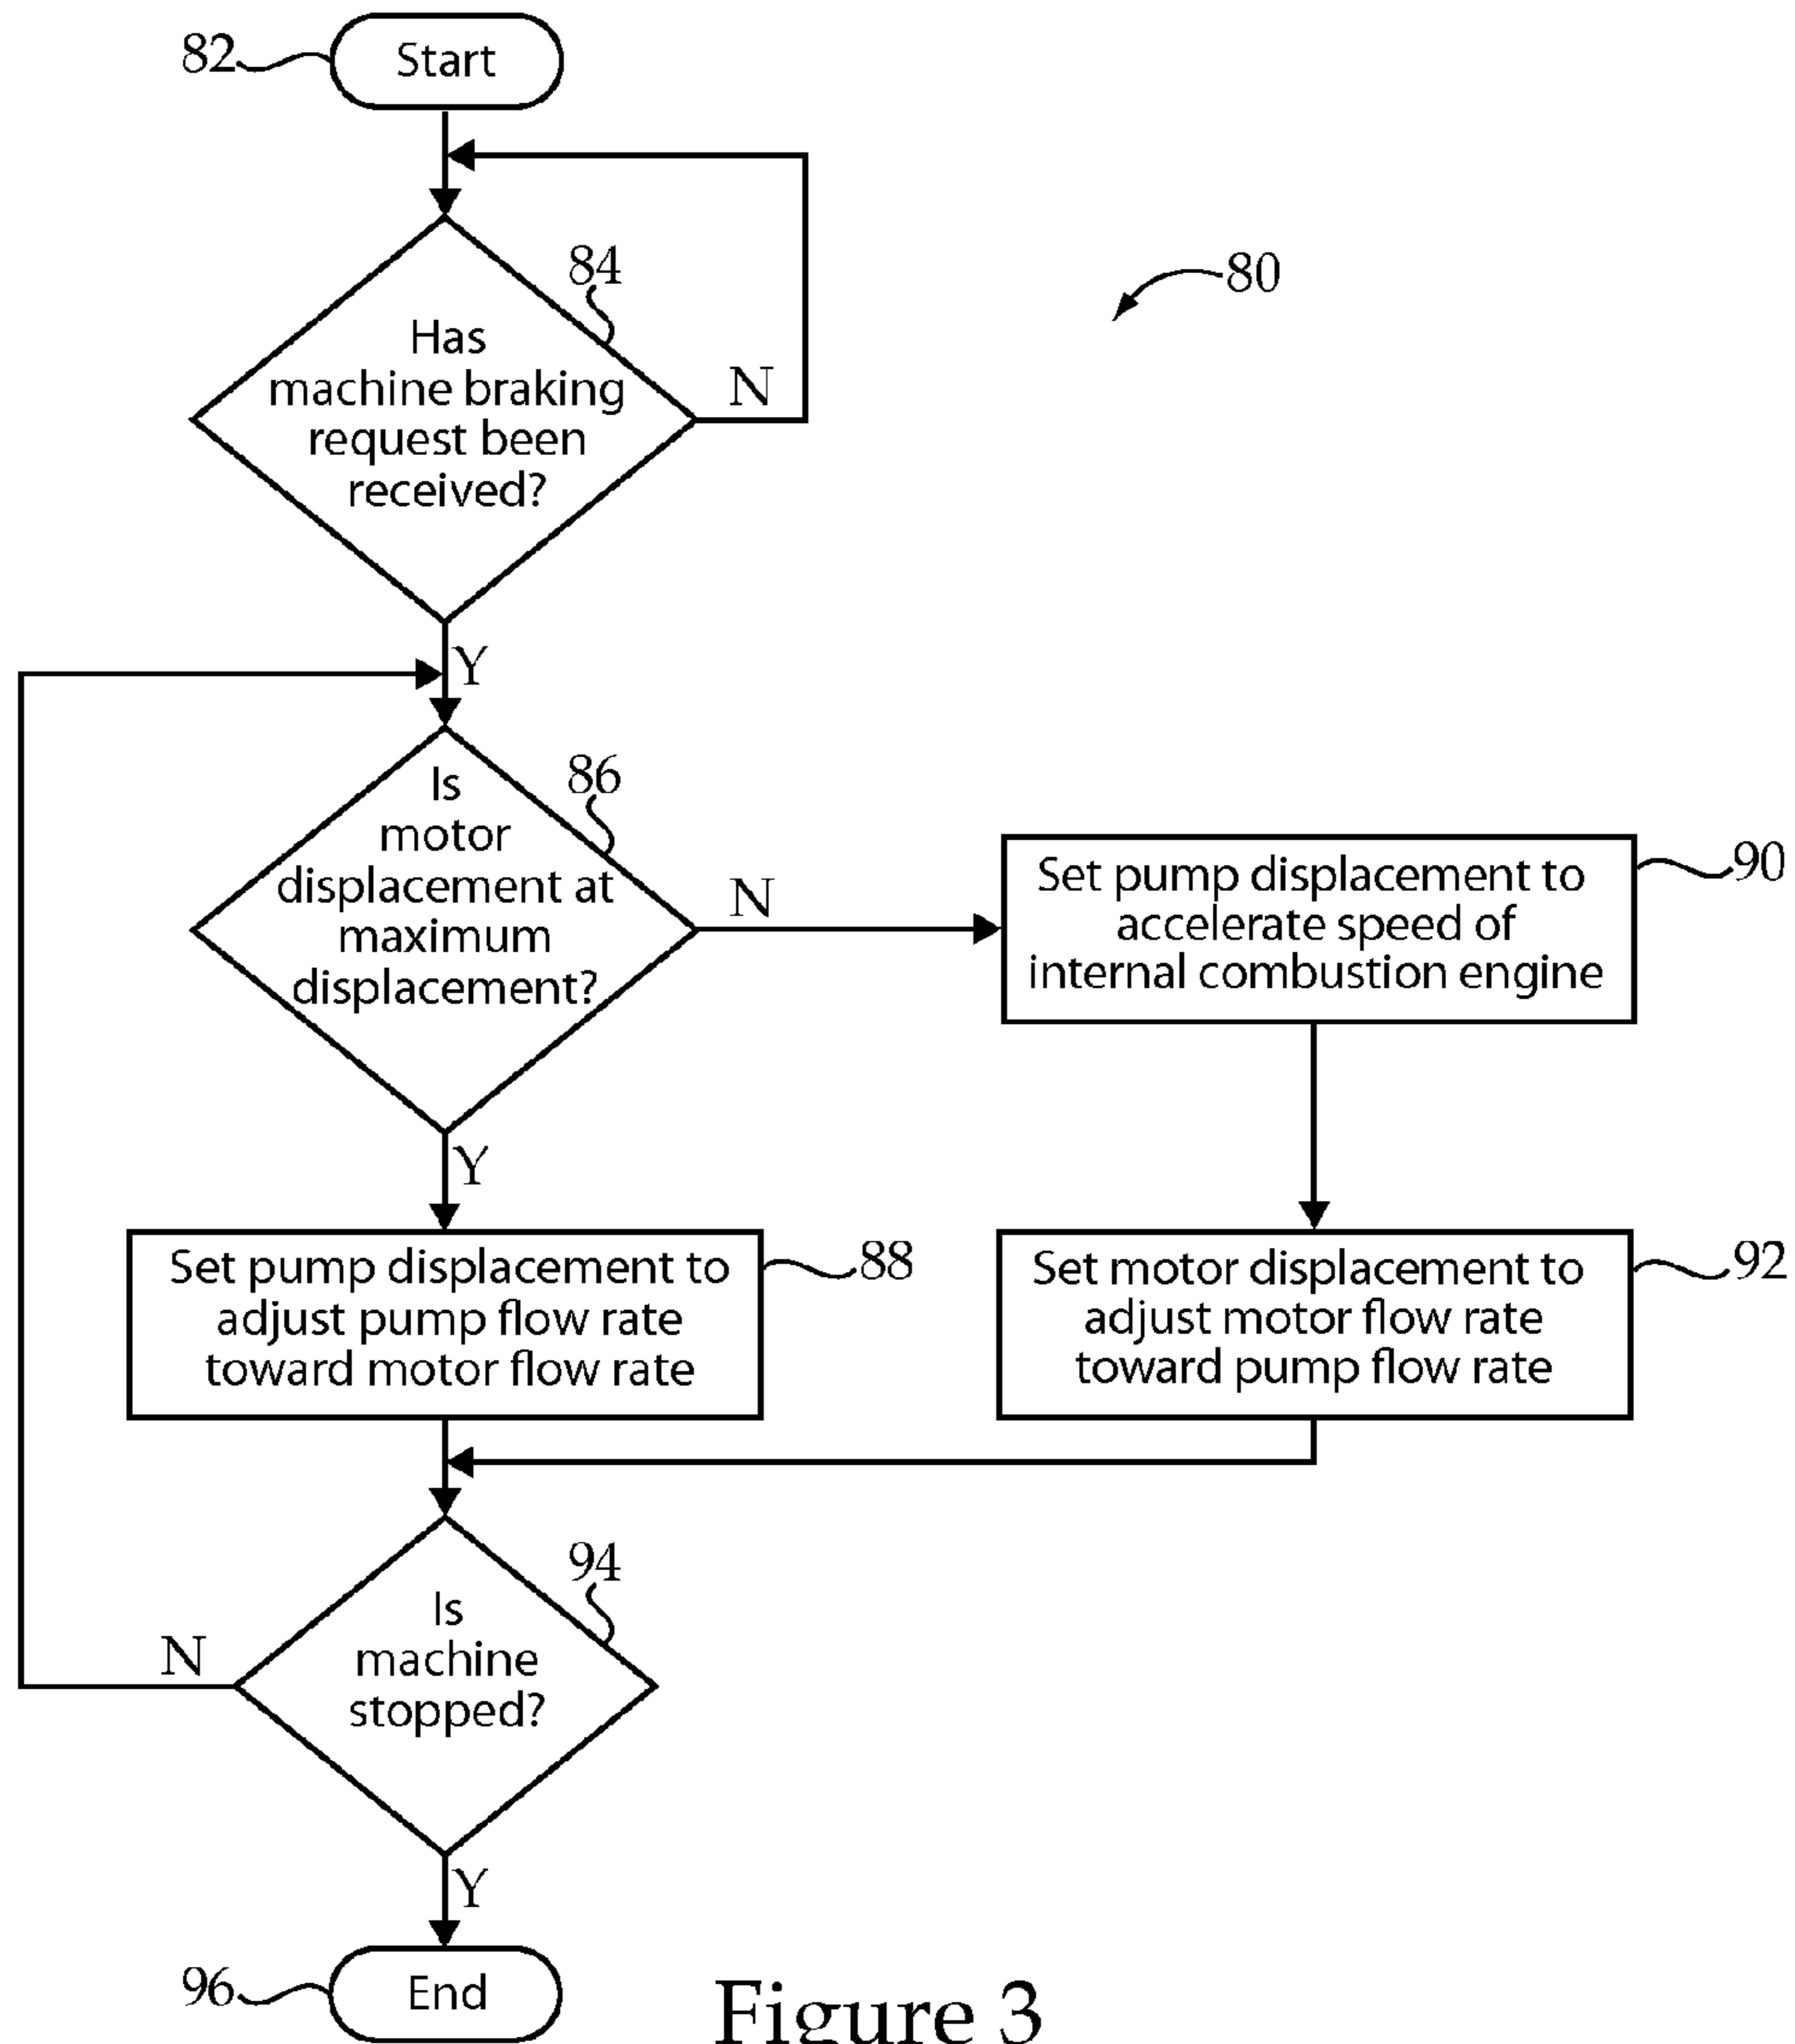 82
Start
84
80
Has
machine braking
request been
received?
N
Y
86
Is
motor
displacement at
maximum
displacement?
N
Set pump displacement to
accelerate speed of
internal combustion engine
90
Y
Set pump displacement to
adjust pump flow rate
toward motor flow rate
88
Set motor displacement to
adjust motor flow rate
toward pump flow rate
92
94
Is
machine
stopped?
N
Y
96
End
Figure 3